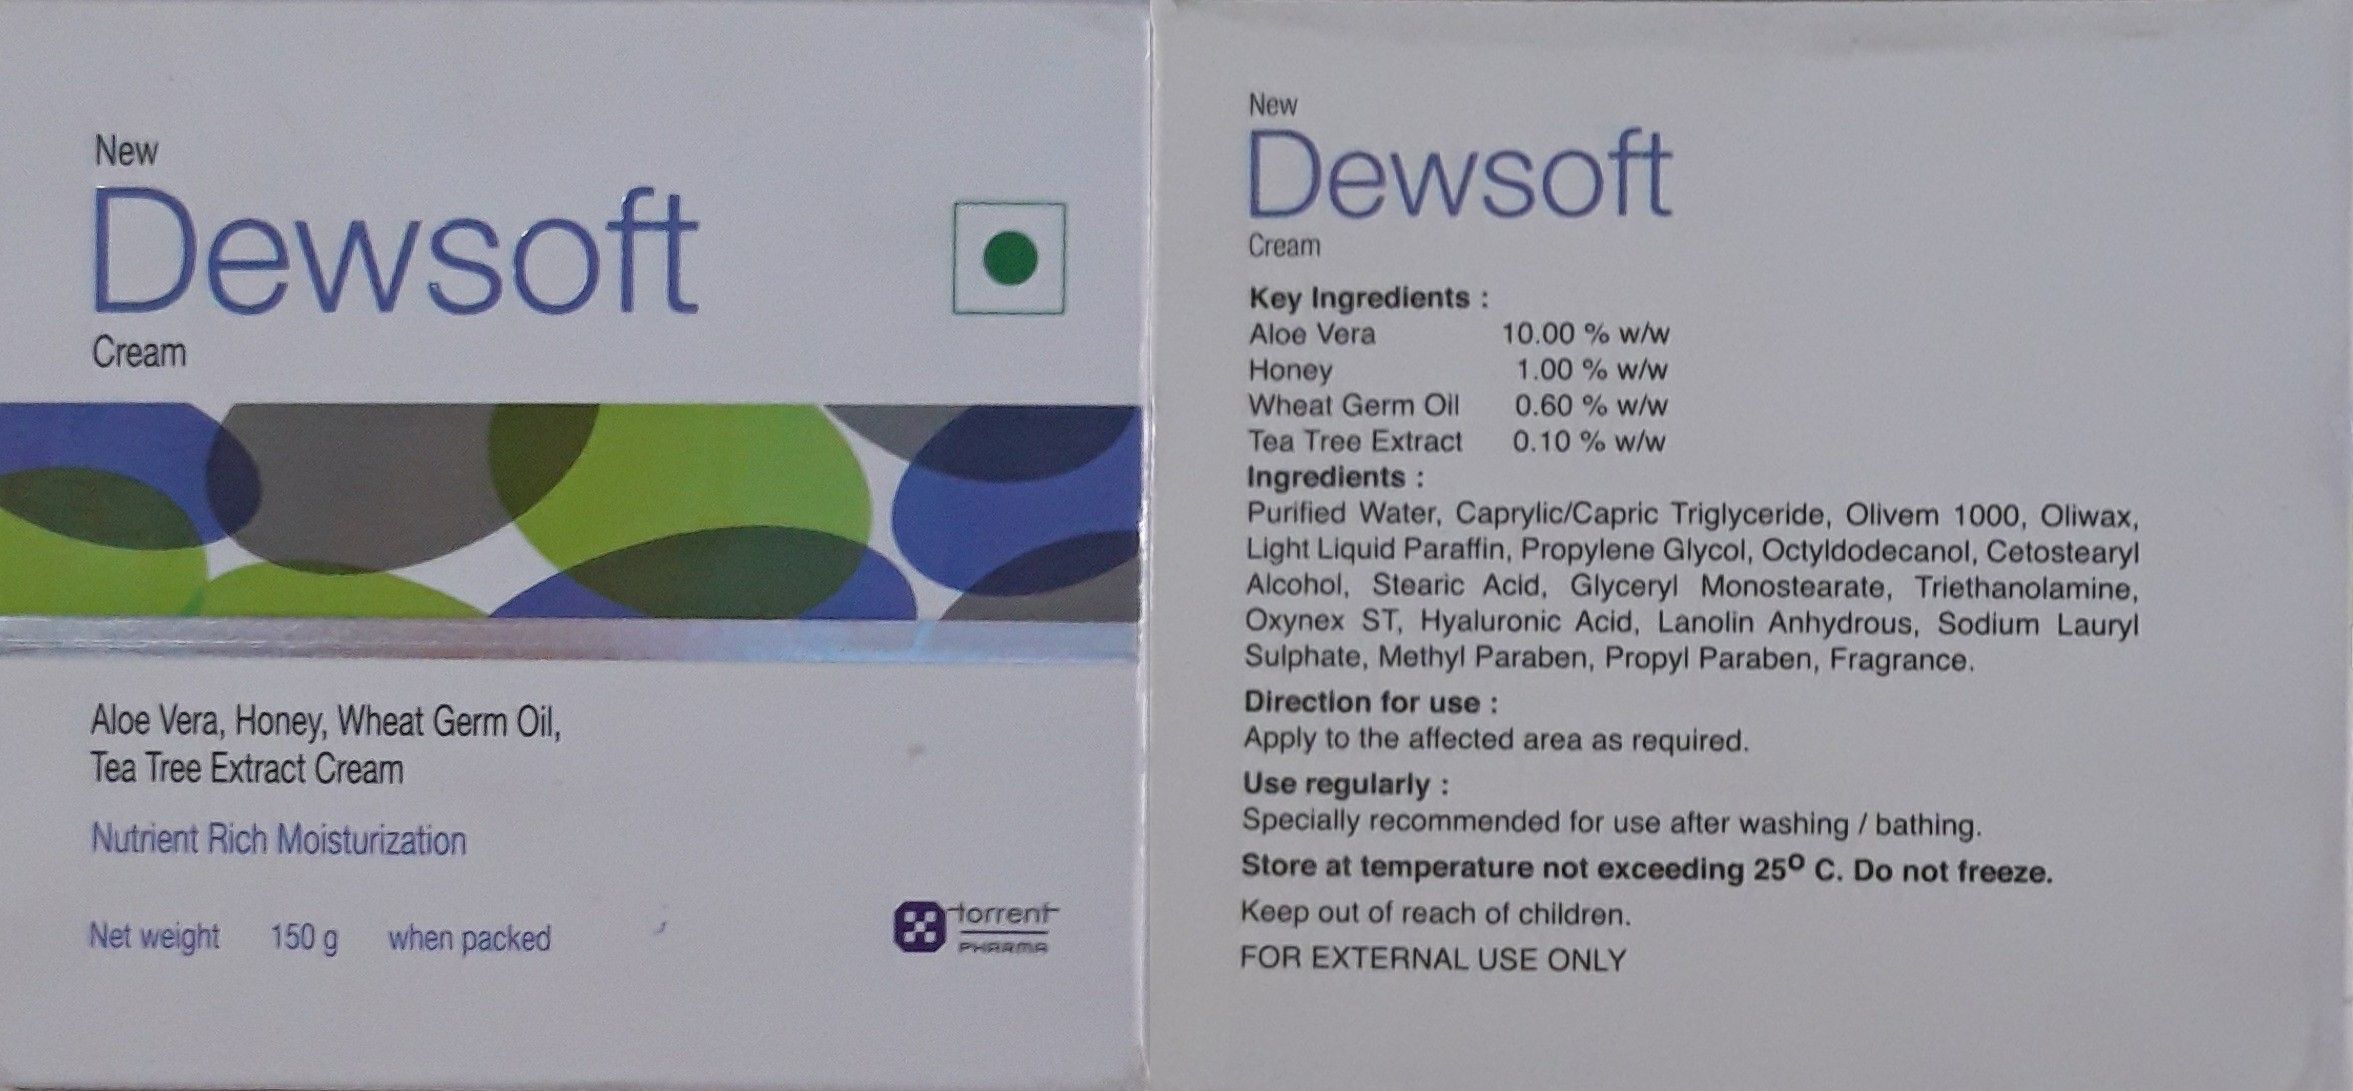 New
Dewsoft
Cream
Aloe Vera, Honey, Wheat Germ Oil,
Tea Tree Extract Cream
Nutrient Rich Moisturization
Net weight 150 g when packed
torrent
PHARMA
New
Dewsoft
Cream
Key Ingredients :
Aloe Vera 10.00 % w/w
Honey 1.00 % w/w
Wheat Germ Oil 0.60 % w/w
Tea Tree Extract 0.10 % w/w
Ingredients :
Purified Water, Caprylic/Capric Triglyceride, Olivem 1000, Oliwax,
Light Liquid Paraffin, Propylene Glycol, Octyldodecanol, Cetostearyl
Alcohol, Stearic Acid, Glyceryl Monostearate, Triethanolamine,
Oxynex ST, Hyaluronic Acid, Lanolin Anhydrous, Sodium Lauryl
Sulphate, Methyl Paraben, Propyl Paraben, Fragrance.
Direction for use :
Apply to the affected area as required.
Use regularly :
Specially recommended for use after washing / bathing.
Store at temperature not exceeding 25º C. Do not freeze.
Keep out of reach of children.
FOR EXTERNAL USE ONLY